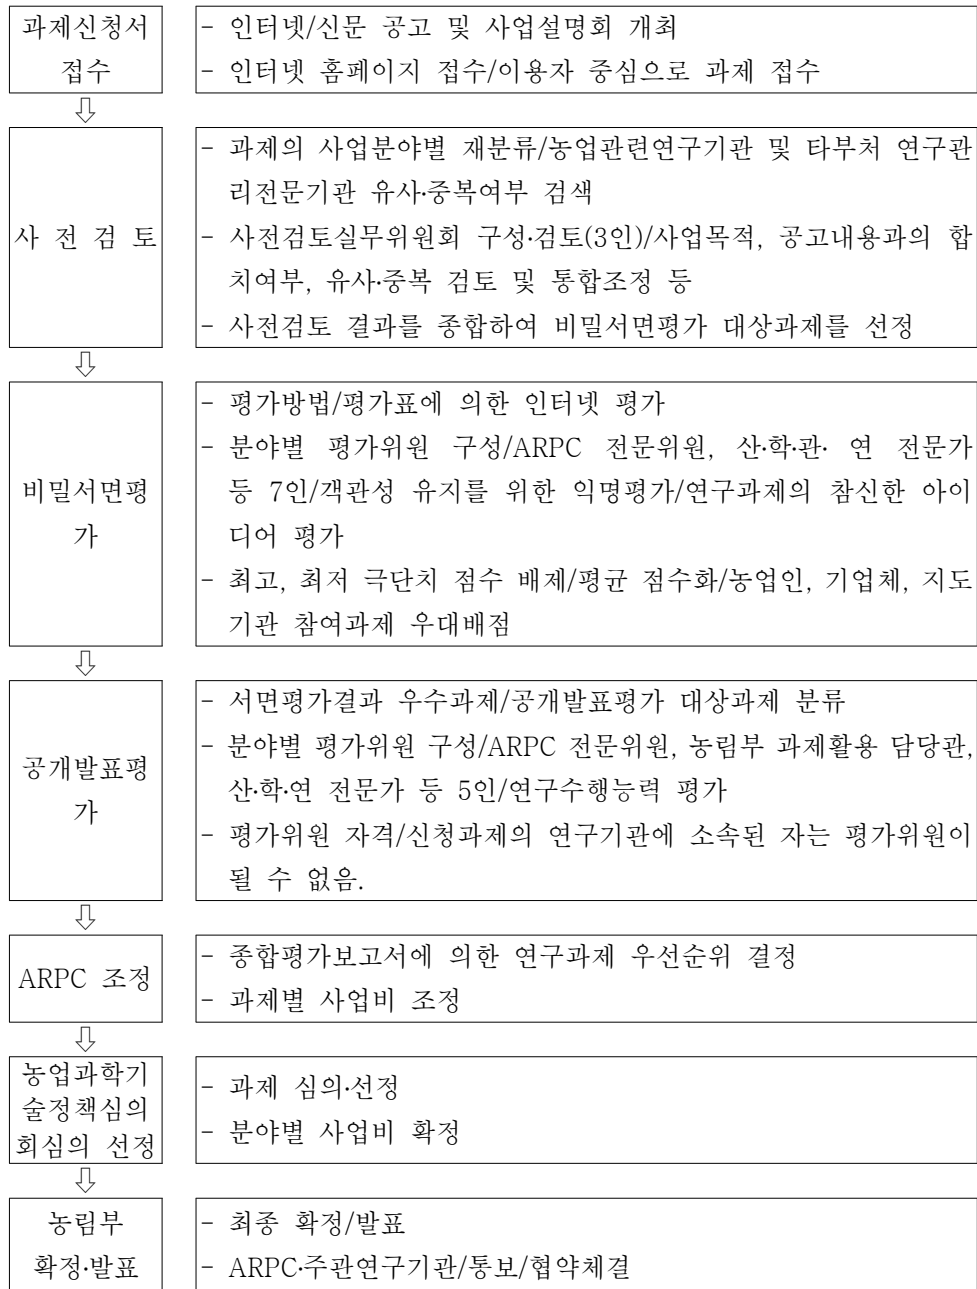 과제신청서
접수
- 인터넷/신문 공고 및 사업설명회 개최
- 인터넷 홈페이지 접수/이용자 중심으로 과제 접수
⇩
사 전 검 토
- 과제의 사업분야별 재분류/농업관련연구기관 및 타부처 연구관
리전문기관 유사·중복여부 검색
- 사전검토실무위원회 구성·검토(3인)/사업목적, 공고내용과의 합
치여부, 유사·중복 검토 및 통합조정 등
- 사전검토 결과를 종합하여 비밀서면평가 대상과제를 선정
⇩
비밀서면평
가
- 평가방법/평가표에 의한 인터넷 평가
- 분야별 평가위원 구성/ARPC 전문위원, 산·학·관· 연 전문가
등 7인/객관성 유지를 위한 익명평가/연구과제의 참신한 아이
디어 평가
- 최고, 최저 극단치 점수 배제/평균 점수화/농업인, 기업체, 지도
기관 참여과제 우대배점
⇩
공개발표평
가
- 서면평가결과 우수과제/공개발표평가 대상과제 분류
- 분야별 평가위원 구성/ARPC 전문위원, 농림부 과제활용 담당관,
산·학·연 전문가 등 5인/연구수행능력 평가
- 평가위원 자격/신청과제의 연구기관에 소속된 자는 평가위원이
될 수 없음.
⇩
ARPC 조정
- 종합평가보고서에 의한 연구과제 우선순위 결정
- 과제별 사업비 조정
⇩
농업과학기
술정책심의
회심의 선정
- 과제 심의·선정
- 분야별 사업비 확정
⇩
농림부
확정·발표
- 최종 확정/발표
- ARPC·주관연구기관/통보/협약체결